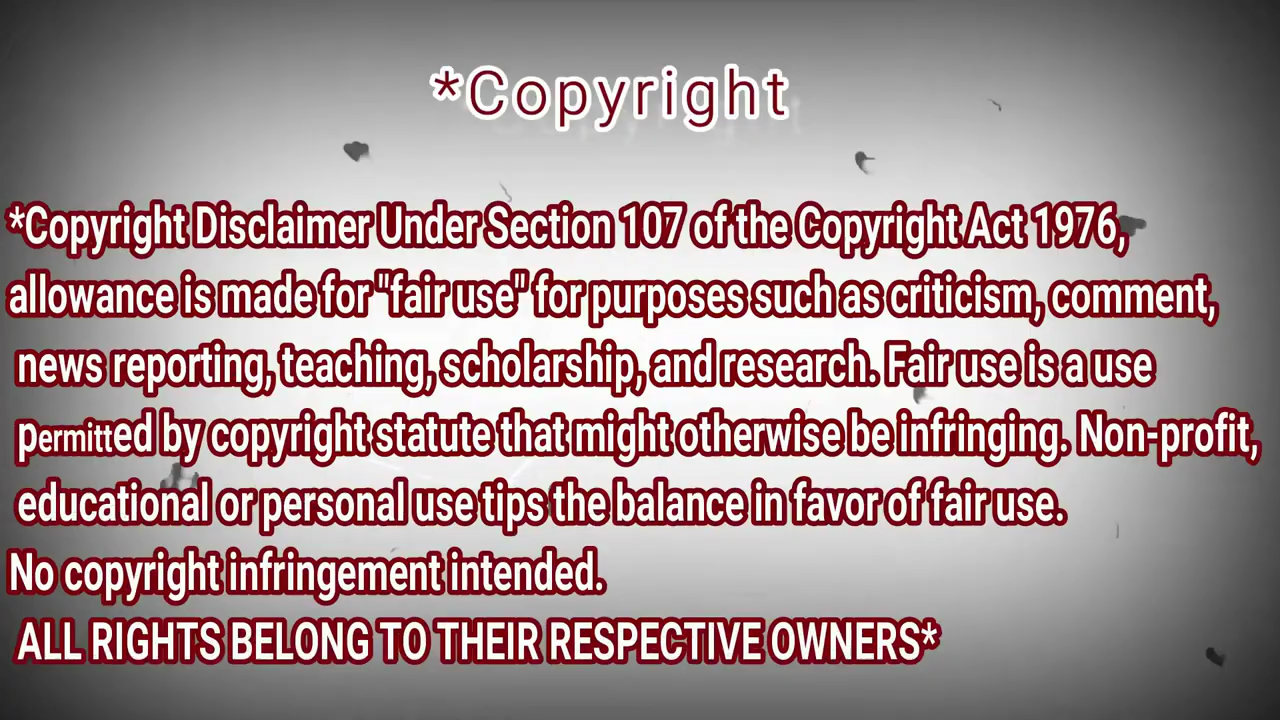 *Copyright
*Copyright Disclaimer Under Section 107 of the Copyright Act 1976,
allowance is made for "fair use" for purposes such as criticism, comment,
news reporting, teaching, scholarship, and research. Fair use is a use
permitted by copyright statute that might otherwise be infringing. Non-profit,
educational or personal use tips the balance in favor of fair use.
No copyright infringement intended.
ALL RIGHTS BELONG TO THEIR RESPECTIVE OWNERS*